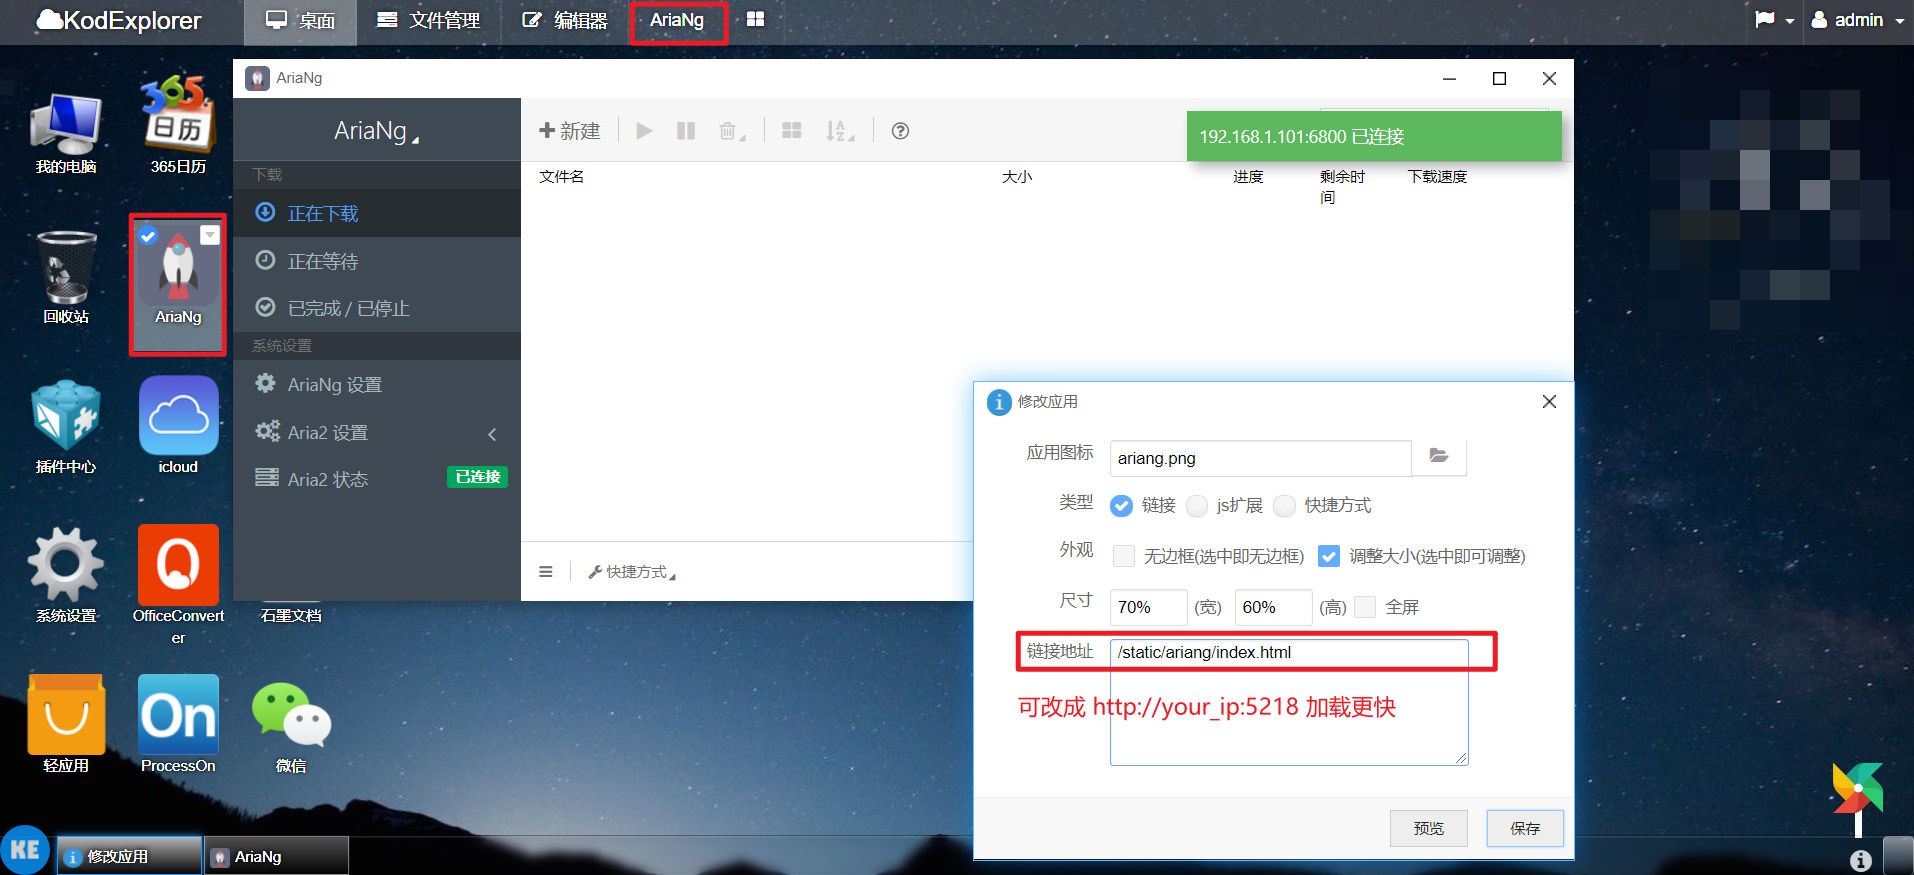 KodExplorer
桌面
文件管理
编辑器
AriaNg
admin
365
日历
我的电脑
365日历
回收站
AriaNg
插件中心
icloud
系统设置
OfficeConvert
er
石墨文档
轻应用
On
ProcessOn
微信
AriaNg
AriaNg
下载
正在下载
正在等待
已完成 / 已停止
系统设置
AriaNg 设置
Aria2 设置
Aria2 状态
已连接
新建
192.168.1.101:6800 已连接
文件名
大小
进度
剩余时
间
下载速度
快捷方式
修改应用
应用图标
ariang.png
类型
链接
js扩展
快捷方式
外观
无边框(选中即无边框)
调整大小(选中即可调整)
尺寸
70%
(宽)
60%
(高)
全屏
链接地址
/static/ariang/index.html
可改成 http://your_ip:5218 加载更快
预览
保存
KE
修改应用
AriaNg